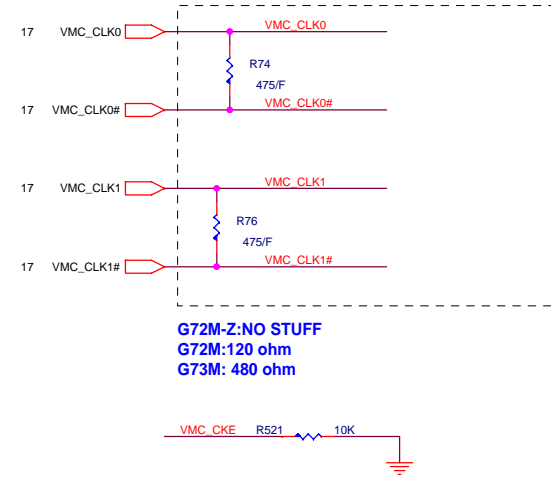 17 VMC_CLK0 VMC_CLK0
R74
475/F
17 VMC_CLK0# VMC_CLK0#
17 VMC_CLK1 VMC_CLK1
R76
475/F
17 VMC_CLK1# VMC_CLK1#
G72M-Z:NO STUFF
G72M:120 ohm
G73M: 480 ohm
VMC_CKE R521 10K